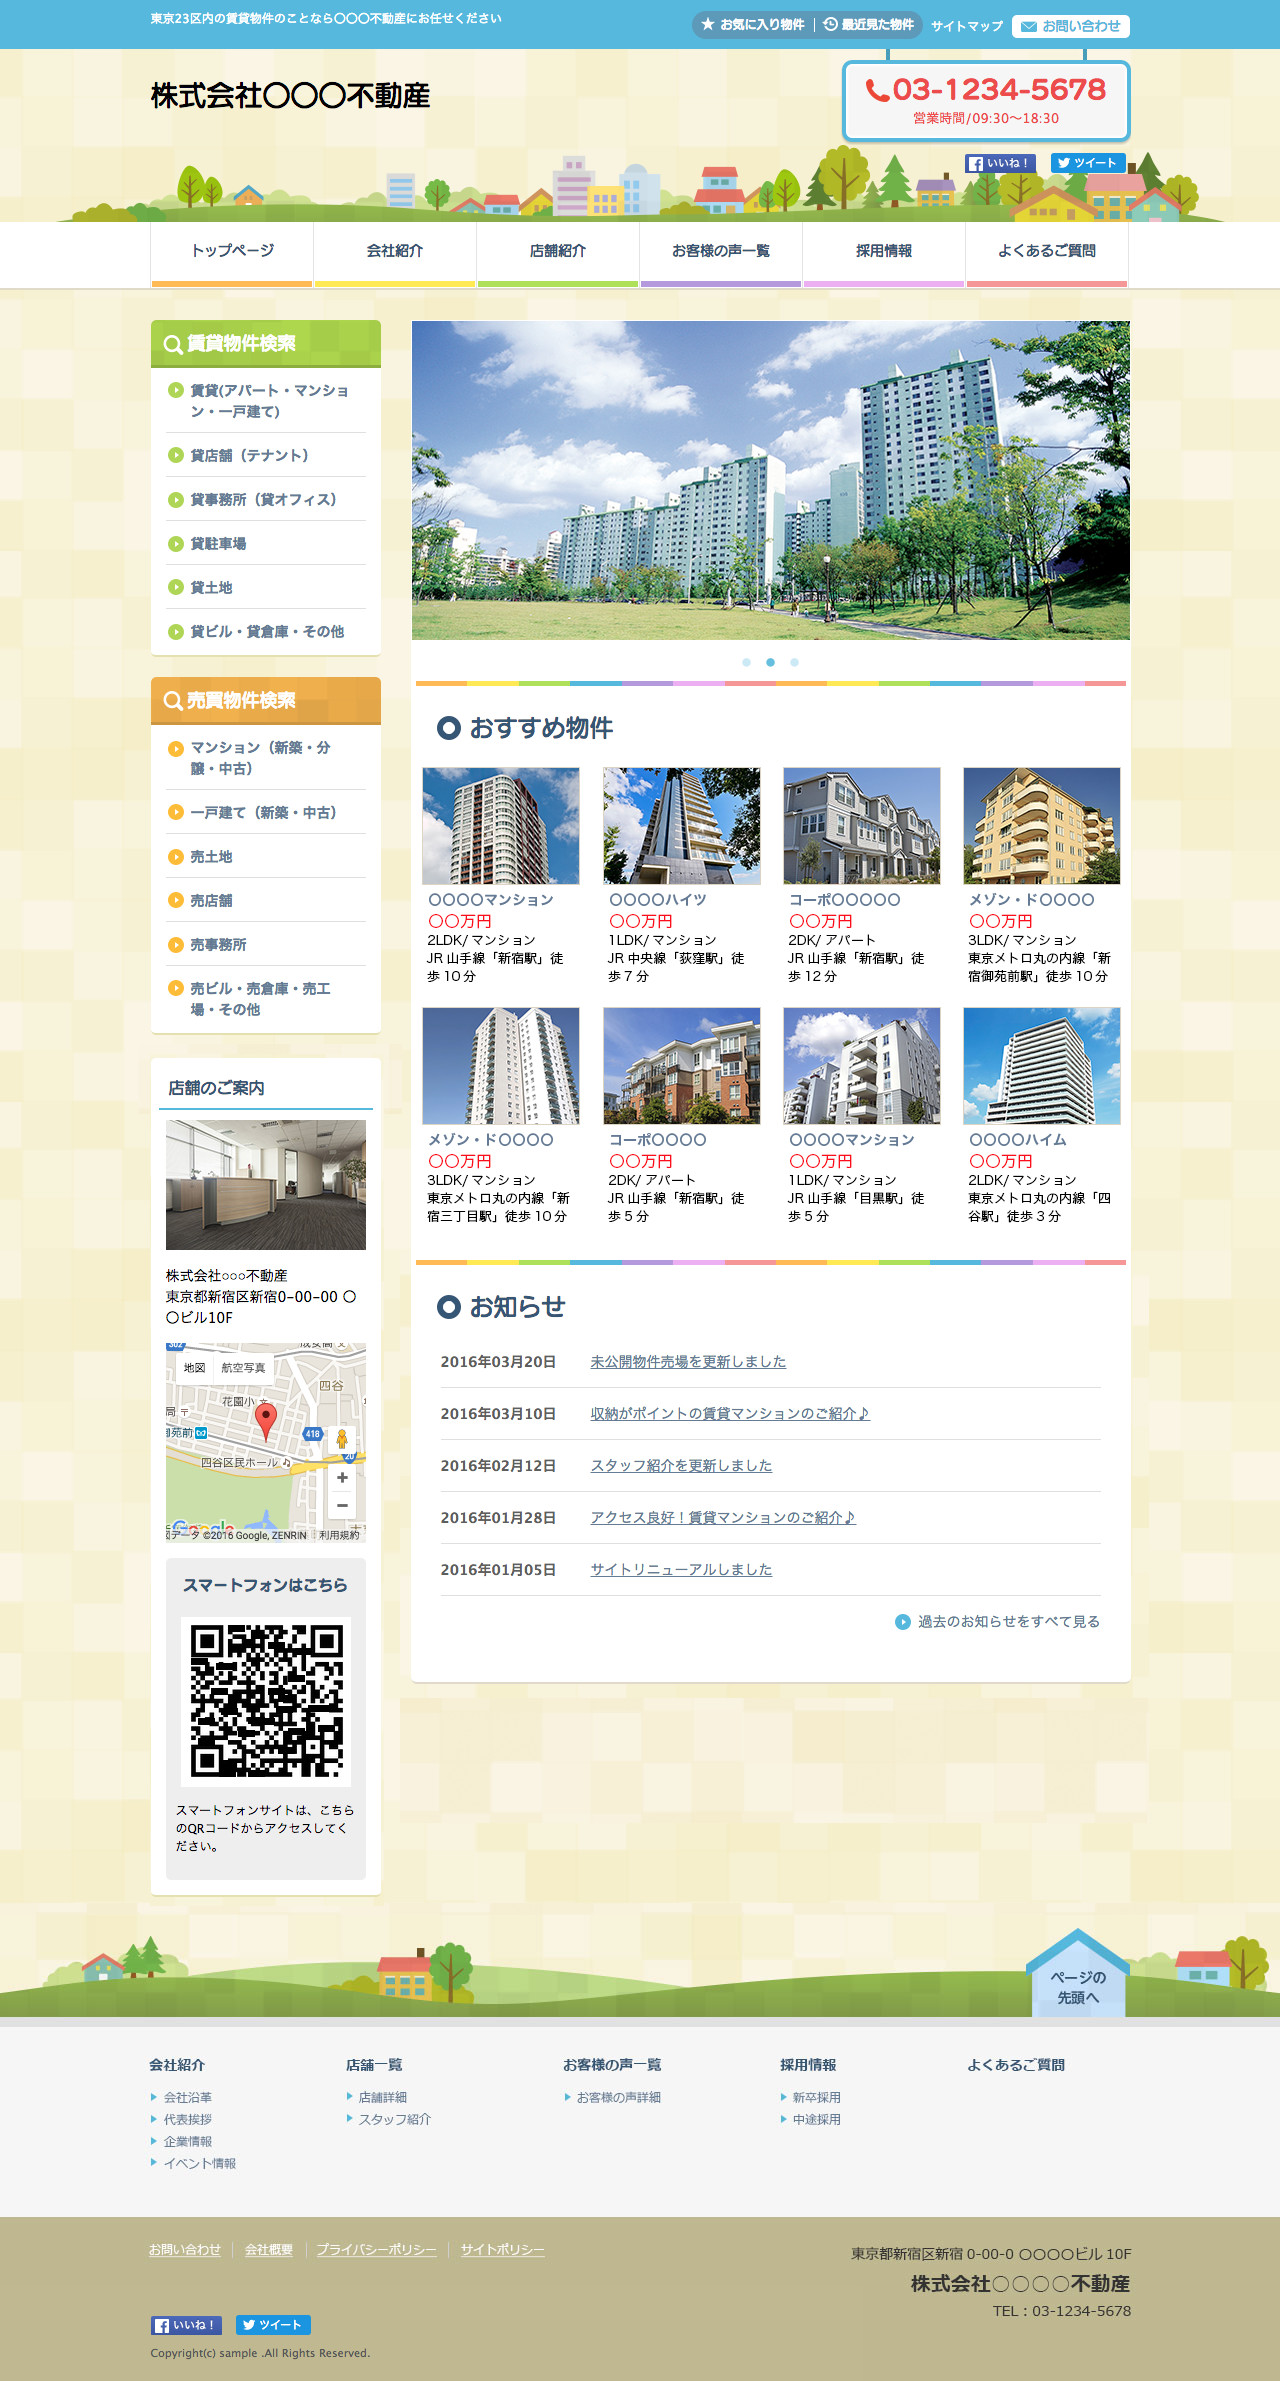 東京23区内の賃貸物件のことなら〇〇〇不動産にお任せください
お気に入り物件
最近見た物件
サイトマップ
お問い合わせ
株式会社〇〇〇不動産
03-1234-5678
営業時間/09:30〜18:30
いいね！
ツイート
トップページ
会社紹介
店舗紹介
お客様の声一覧
採用情報
よくあるご質問
賃貸物件検索
賃貸(アパート・マンショ
ン・一戸建て)
貸店舗（テナント）
貸事務所（貸オフィス）
貸駐車場
貸土地
貸ビル・貸倉庫・その他
売買物件検索
マンション（新築・分
譲・中古）
一戸建て（新築・中古）
売土地
売店舗
売事務所
売ビル・売倉庫・売工
場・その他
店舗のご案内
株式会社○○○不動産
東京都新宿区新宿0-00-00 〇
〇ビル10F
地図
航空写真
四谷
花園小
局
苑前
418
20
302
四谷区民ホール
+
−
Google
データ ©2016 Google, ZENRIN
利用規約
スマートフォンはこちら
スマートフォンサイトは、こちら
のQRコードからアクセスしてく
ださい。
おすすめ物件
〇〇〇〇マンション
〇〇万円
2LDK/ マンション
JR 山手線「新宿駅」徒
歩 10 分
〇〇〇〇ハイツ
〇〇万円
1LDK/ マンション
JR 中央線「荻窪駅」徒
歩 7 分
コーポ〇〇〇〇〇
〇〇万円
2DK/ アパート
JR 山手線「新宿駅」徒
歩 12 分
メゾン・ド〇〇〇〇
〇〇万円
3LDK/ マンション
東京メトロ丸の内線「新
宿御苑前駅」徒歩 10 分
メゾン・ド〇〇〇〇
〇〇万円
3LDK/ マンション
東京メトロ丸の内線「新
宿三丁目駅」徒歩 10 分
コーポ〇〇〇〇
〇〇万円
2DK/ アパート
JR 山手線「新宿駅」徒
歩 5 分
〇〇〇〇マンション
〇〇万円
1LDK/ マンション
JR 山手線「目黒駅」徒
歩 5 分
〇〇〇〇ハイム
〇〇万円
2LDK/ マンション
東京メトロ丸の内線「四
谷駅」徒歩 3 分
お知らせ
2016年03月20日 未公開物件売場を更新しました
2016年03月10日 収納がポイントの賃貸マンションのご紹介♪
2016年02月12日 スタッフ紹介を更新しました
2016年01月28日 アクセス良好！賃貸マンションのご紹介♪
2016年01月05日 サイトリニューアルしました
過去のお知らせをすべて見る
ページの
先頭へ
会社紹介
会社沿革
代表挨拶
企業情報
イベント情報
店舗一覧
店舗詳細
スタッフ紹介
お客様の声一覧
お客様の声詳細
採用情報
新卒採用
中途採用
よくあるご質問
お問い合わせ
会社概要
プライバシーポリシー
サイトポリシー
東京都新宿区新宿 0-00-0 〇〇〇〇ビル 10F
株式会社○○○○不動産
TEL：03-1234-5678
いいね！
ツイート
Copyright(c) sample .All Rights Reserved.